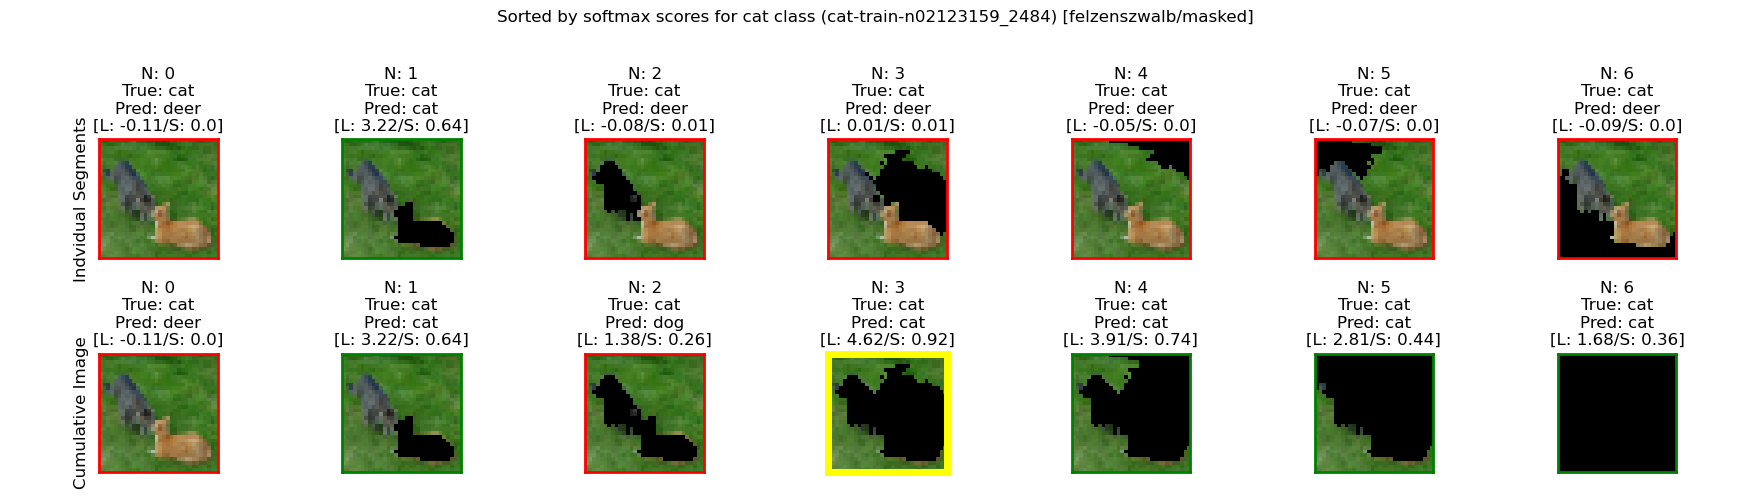 Sorted by softmax scores for cat class (cat-train-n02123159_2484) [felzenszwalb/masked]
Indvidual Segments
N: 0
True: cat
Pred: deer
[L: -0.11/S: 0.0]
N: 1
True: cat
Pred: cat
[L: 3.22/S: 0.64]
N: 2
True: cat
Pred: deer
[L: -0.08/S: 0.01]
N: 3
True: cat
Pred: deer
[L: 0.01/S: 0.01]
N: 4
True: cat
Pred: deer
[L: -0.05/S: 0.0]
N: 5
True: cat
Pred: deer
[L: -0.07/S: 0.0]
N: 6
True: cat
Pred: deer
[L: -0.09/S: 0.0]
Cumulative Image
N: 0
True: cat
Pred: deer
[L: -0.11/S: 0.0]
N: 1
True: cat
Pred: cat
[L: 3.22/S: 0.64]
N: 2
True: cat
Pred: dog
[L: 1.38/S: 0.26]
N: 3
True: cat
Pred: cat
[L: 4.62/S: 0.92]
N: 4
True: cat
Pred: cat
[L: 3.91/S: 0.74]
N: 5
True: cat
Pred: cat
[L: 2.81/S: 0.44]
N: 6
True: cat
Pred: cat
[L: 1.68/S: 0.36]